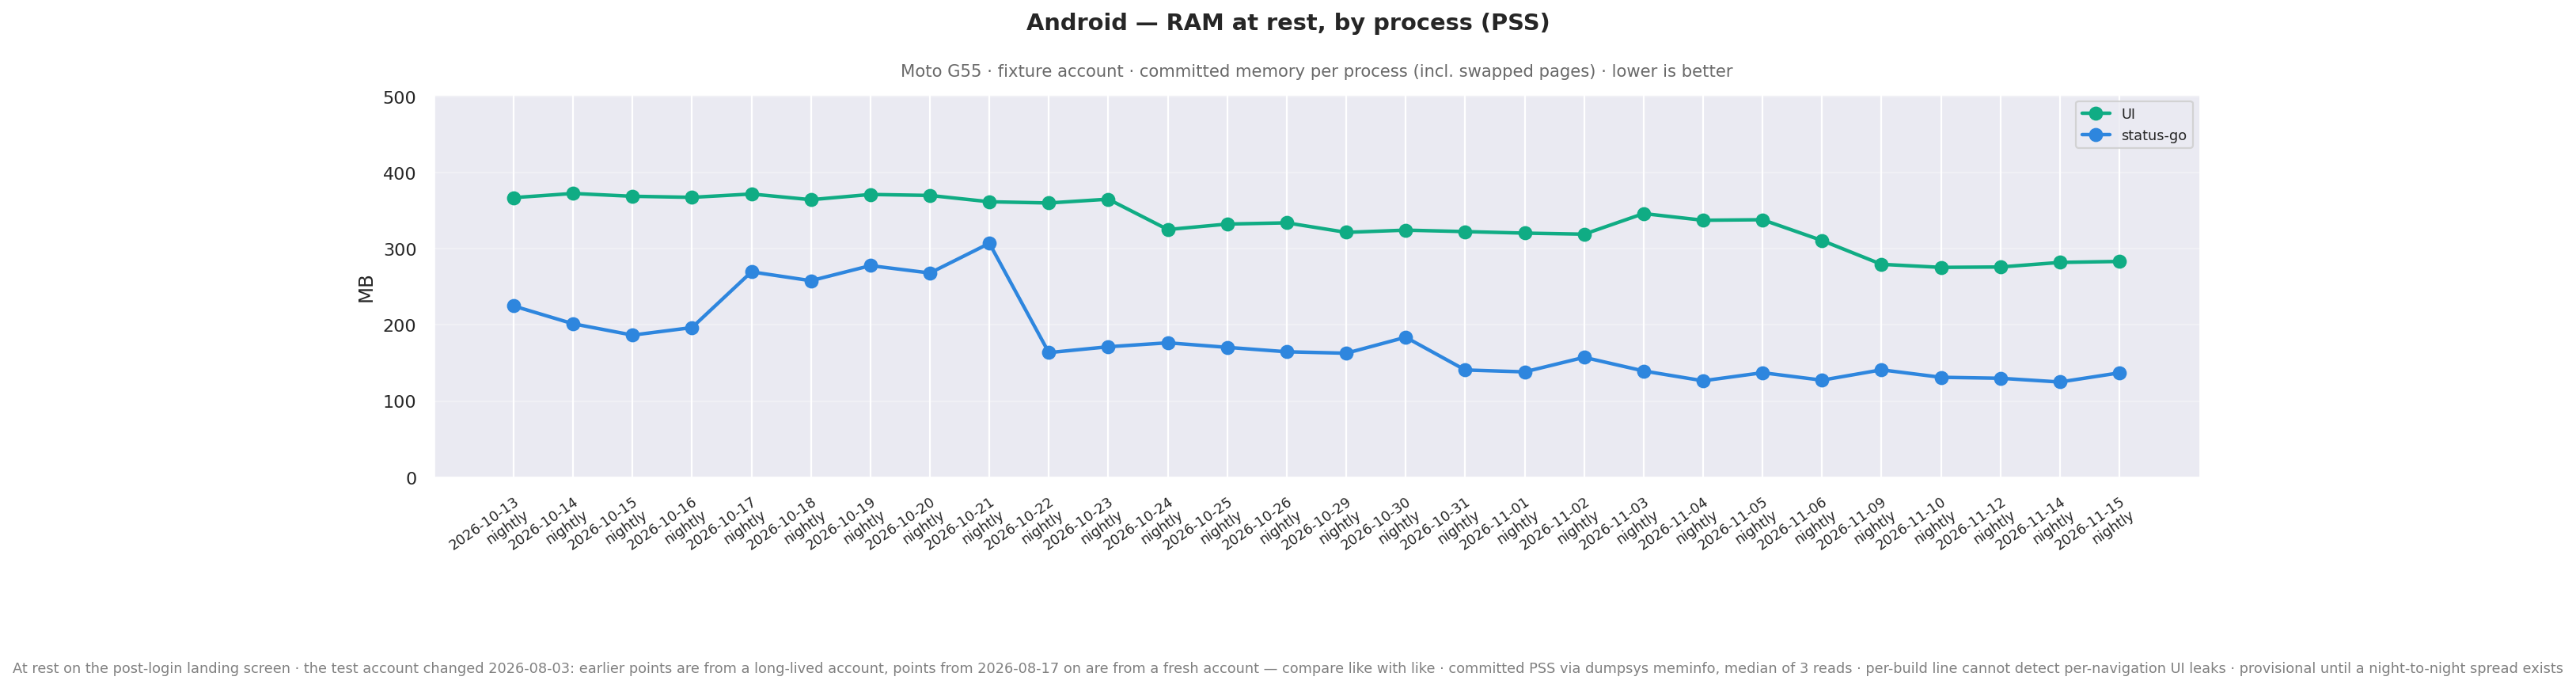 Android — RAM at rest, by process (PSS)
Moto G55 · fixture account · committed memory per process (incl. swapped pages) · lower is better
500
400
300
200
100
0
MB
UI
status-go
2026-10-13
nightly
2026-10-14
nightly
2026-10-15
nightly
2026-10-16
nightly
2026-10-17
nightly
2026-10-18
nightly
2026-10-19
nightly
2026-10-20
nightly
2026-10-21
nightly
2026-10-22
nightly
2026-10-23
nightly
2026-10-24
nightly
2026-10-25
nightly
2026-10-26
nightly
2026-10-29
nightly
2026-10-30
nightly
2026-10-31
nightly
2026-11-01
nightly
2026-11-02
nightly
2026-11-03
nightly
2026-11-04
nightly
2026-11-05
nightly
2026-11-06
nightly
2026-11-09
nightly
2026-11-10
nightly
2026-11-12
nightly
2026-11-14
nightly
2026-11-15
nightly
At rest on the post-login landing screen · the test account changed 2026-08-03: earlier points are from a long-lived account, points from 2026-08-17 on are from a fresh account — compare like with like · committed PSS via dumpsys meminfo, median of 3 reads · per-build line cannot detect per-navigation UI leaks · provisional until a night-to-night spread exists